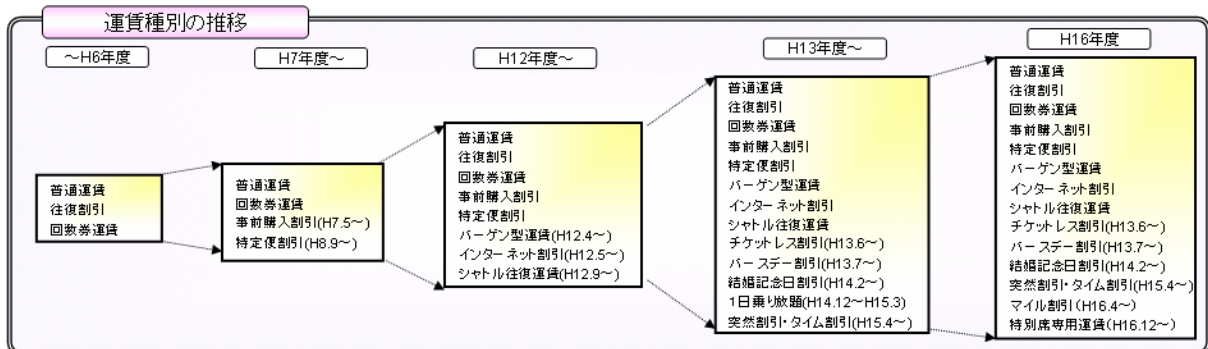 運賃種別の推移
～H6年度
普通運賃
往復割引
回数券運賃
H7年度～
普通運賃
回数券運賃
事前購入割引(H7.5～)
特定便割引(H8.9～)
H12年度～
普通運賃
往復割引
回数券運賃
事前購入割引
特定便割引
バーゲン型運賃(H12.4～)
インターネット割引(H12.5～)
シャトル往復運賃(H12.9～)
H13年度～
普通運賃
往復割引
回数券運賃
事前購入割引
特定便割引
バーゲン型運賃
インターネット割引
シャトル往復運賃
チケットレス割引(H13.6～)
バースデー割引(H13.7～)
結婚記念日割引(H14.2～)
1日乗り放題(H14.12～H15.3)
突然割引・タイム割引(H15.4～)
H16年度
普通運賃
往復割引
回数券運賃
事前購入割引
特定便割引
バーゲン型運賃
インターネット割引
シャトル往復運賃
チケットレス割引(H13.6～)
バースデー割引(H13.7～)
結婚記念日割引(H14.2～)
突然割引・タイム割引(H15.4～)
マイル割引(H16.4～)
特別席専用運賃(H16.12～)